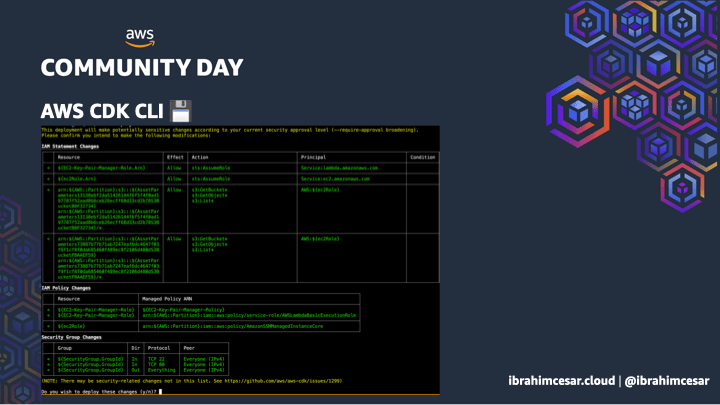 aws
COMMUNITY DAY
AWS CDK CLI
This deployment will make potentially sensitive changes according to your current security approval level (--require-approval broadening).
Please confirm you intend to make the following modifications:
IAM Statement Changes
Resource Effect Action Principal Condition
+ ${EC2-Key-Pair-Manager-Role.Arn} Allow sts:AssumeRole Service:lambda.amazonaws.com
+ ${ec2Role.Arn} Allow sts:AssumeRole Service:ec2.amazonaws.com
+ Allow s3:GetBucket* AWS:${ec2Role}
s3:GetObject*
s3:List*
+ Allow s3:GetBucket* AWS:${ec2Role}
s3:GetObject*
s3:List*
IAM Policy Changes
Resource Managed Policy ARN
+ ${EC2-Key-Pair-Manager-Role} ${EC2-Key-Pair-Manager-Policy}
+ ${EC2-Key-Pair-Manager-Role} arn:${AWS::Partition}:iam::aws:policy/service-role/AWSLambdaBasicExecutionRole
+ ${ec2Role} arn:${AWS::Partition}:iam::aws:policy/AmazonSSMManagedInstanceCore
Security Group Changes
Group Dir Protocol Peer
+ ${SecurityGroup.GroupId} In TCP 22 Everyone (IPv4)
+ ${SecurityGroup.GroupId} In TCP 80 Everyone (IPv4)
+ ${SecurityGroup.GroupId} Out Everything Everyone (IPv4)
(NOTE: There may be security-related changes not in this list. See https://github.com/aws/aws-cdk/issues/1299)
Do you wish to deploy these changes (y/n)?
ibrahimcesar.cloud | @ibrahimcesar